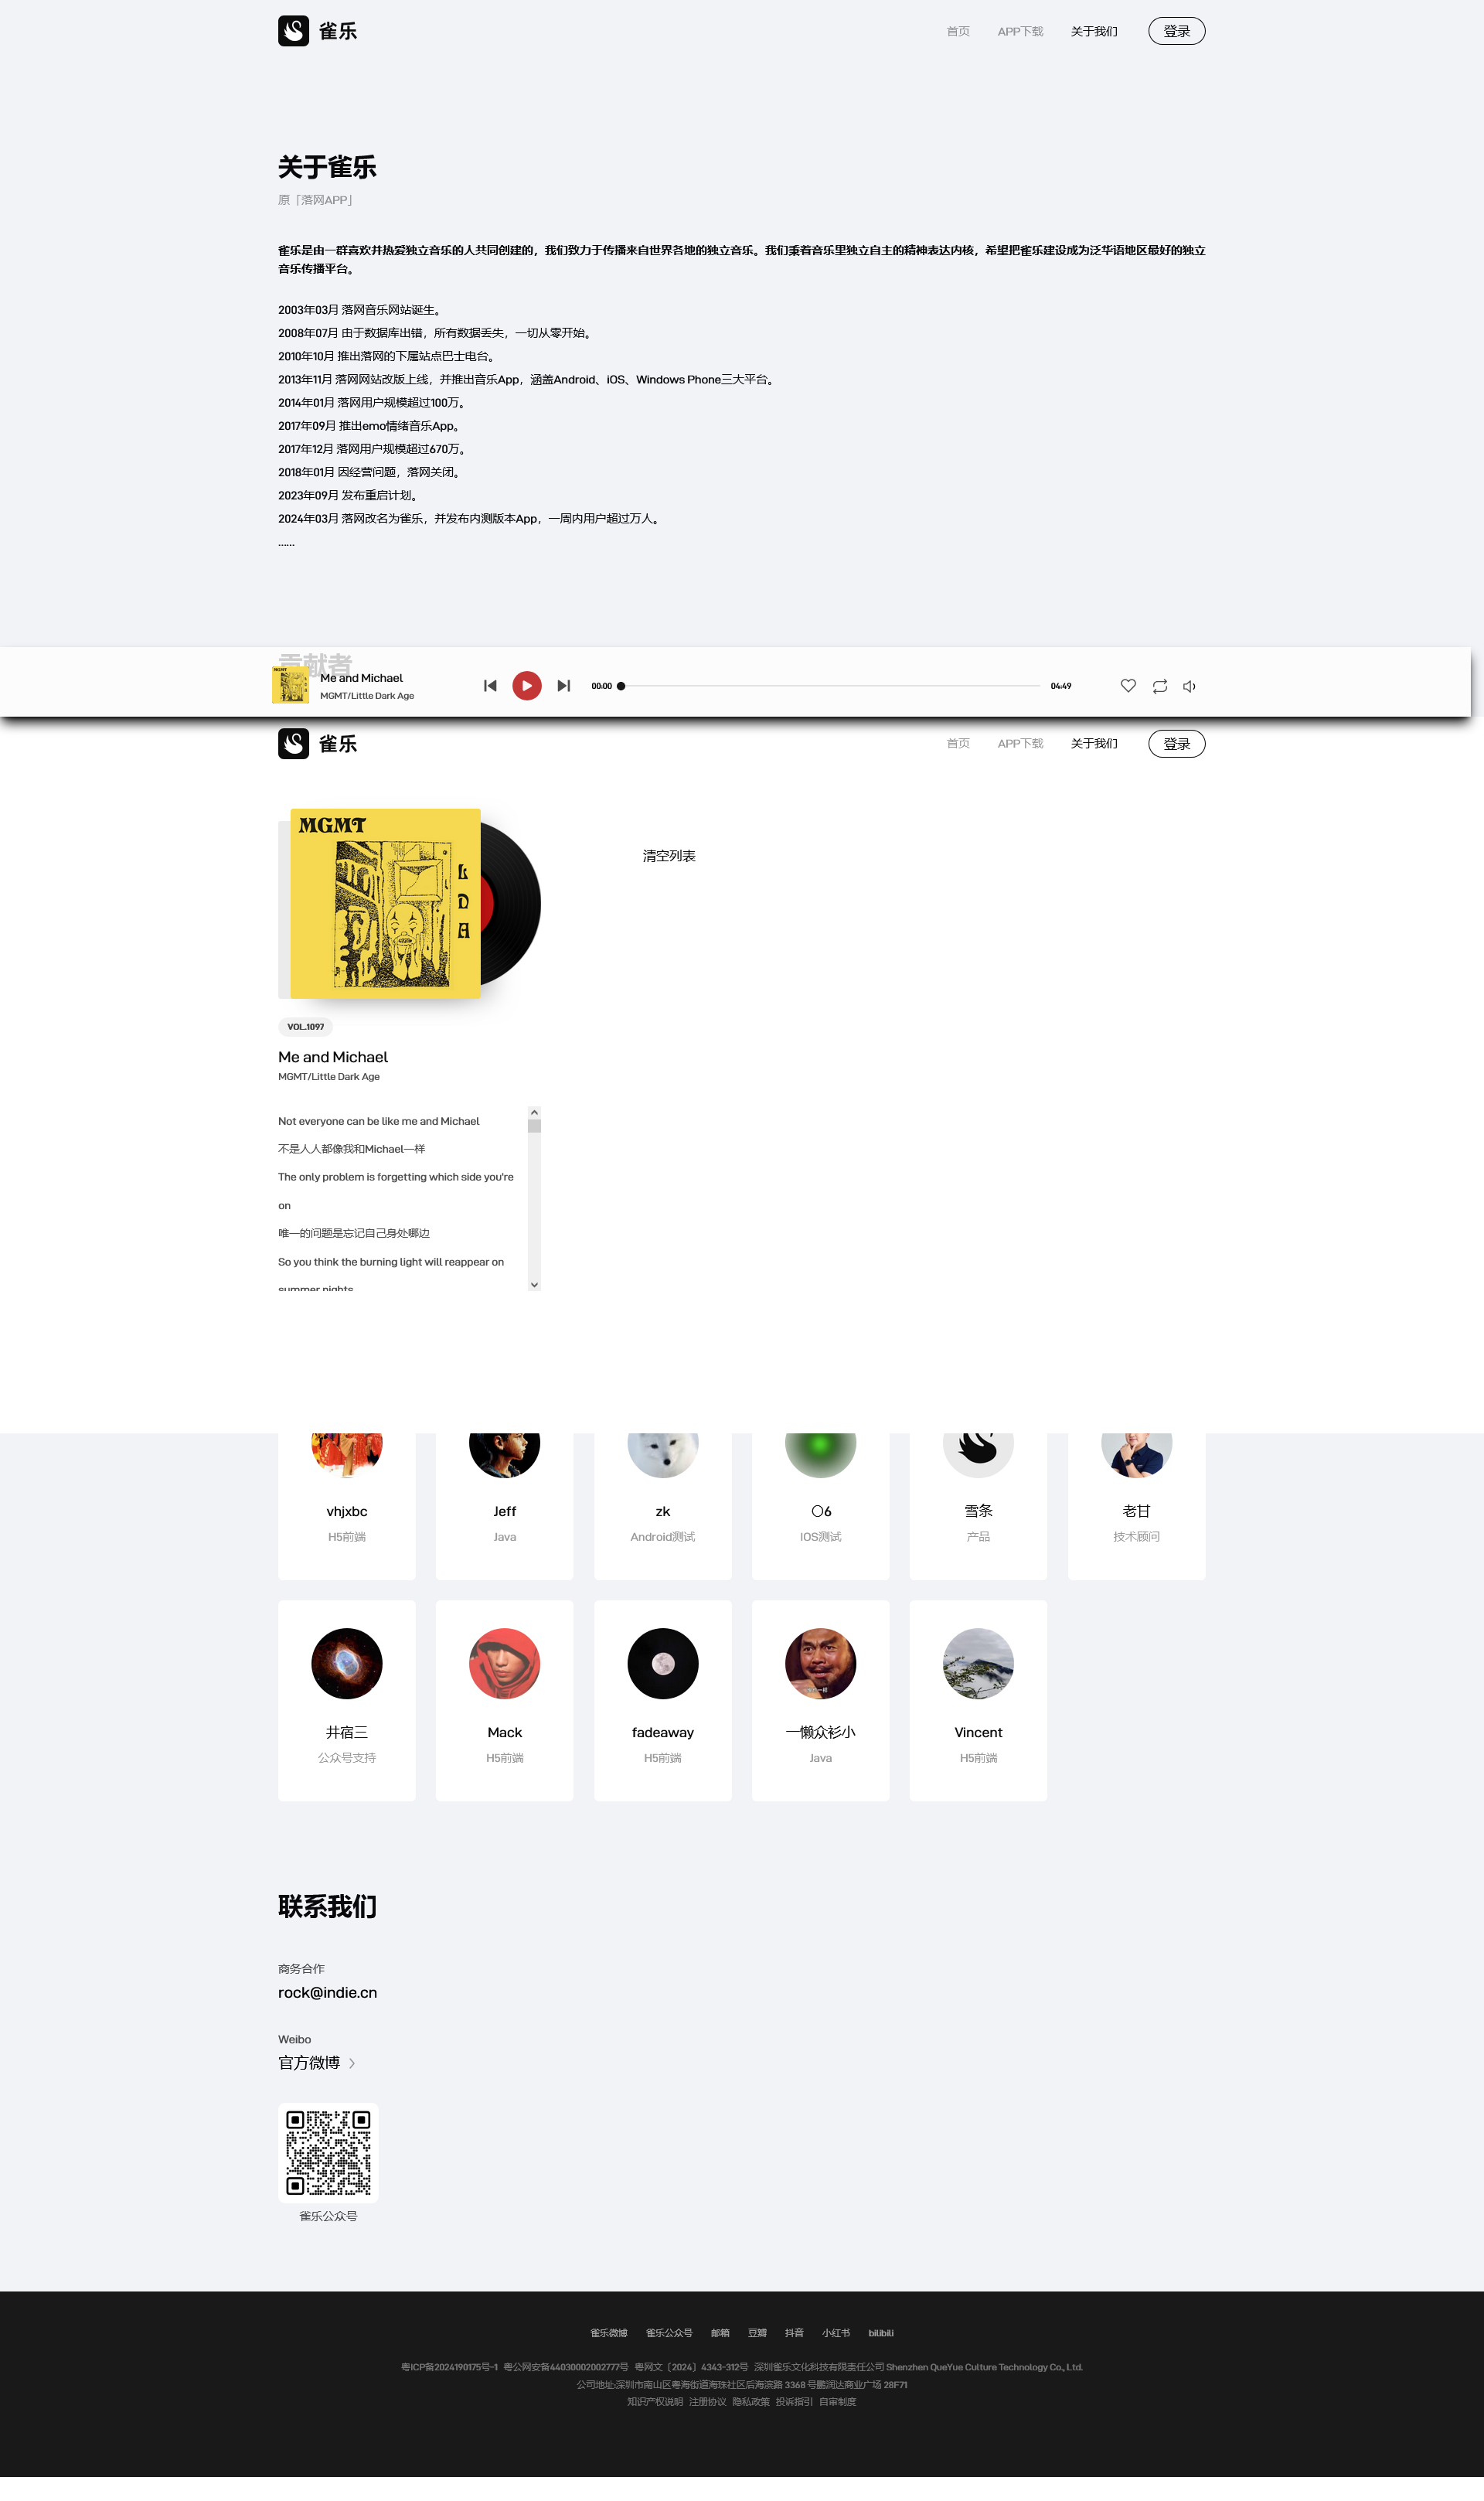 雀乐
首页
APP下载
关于我们
登录
关于雀乐
原「落网APP」
雀乐是由一群喜欢并热爱独立音乐的人共同创建的，我们致力于传播来自世界各地的独立音乐。我们秉着音乐里独立自主的精神表达内核，希望把雀乐建设成为泛华语地区最好的独立
音乐传播平台。
2003年03月 落网音乐网站诞生。
2008年07月 由于数据库出错，所有数据丢失，一切从零开始。
2010年10月 推出落网的下属站点巴士电台。
2013年11月 落网网站改版上线，并推出音乐App，涵盖Android、iOS、Windows Phone三大平台。
2014年01月 落网用户规模超过100万。
2017年09月 推出emo情绪音乐App。
2017年12月 落网用户规模超过670万。
2018年01月 因经营问题，落网关闭。
2023年09月 发布重启计划。
2024年03月 落网改名为雀乐，并发布内测版本App，一周内用户超过万人。
……
贡献者
MGMT
Me and Michael
MGMT/Little Dark Age
00:00
04:49
雀乐
首页
APP下载
关于我们
登录
MGMT
L
D
A
清空列表
VOL.1097
Me and Michael
MGMT/Little Dark Age
Not everyone can be like me and Michael
不是人人都像我和Michael一样
The only problem is forgetting which side you're
on
唯一的问题是忘记自己身处哪边
So you think the burning light will reappear on
summer nights
vhjxbc
H5前端
Jeff
Java
zk
Android测试
〇6
IOS测试
雪条
产品
老甘
技术顾问
井宿三
公众号支持
Mack
H5前端
fadeaway
H5前端
一懒众衫小
Java
Vincent
H5前端
联系我们
商务合作
rock@indie.cn
Weibo
官方微博
雀乐公众号
雀乐微博
雀乐公众号
邮箱
豆瓣
抖音
小红书
bilibili
粤ICP备2024190175号-1 粤公网安备44030002002777号 粤网文〔2024〕4343-312号 深圳雀乐文化科技有限责任公司 Shenzhen QueYue Culture Technology Co., Ltd.
公司地址:深圳市南山区粤海街道海珠社区后海滨路 3368 号鹏润达商业广场 28F71
知识产权说明 注册协议 隐私政策 投诉指引 自审制度